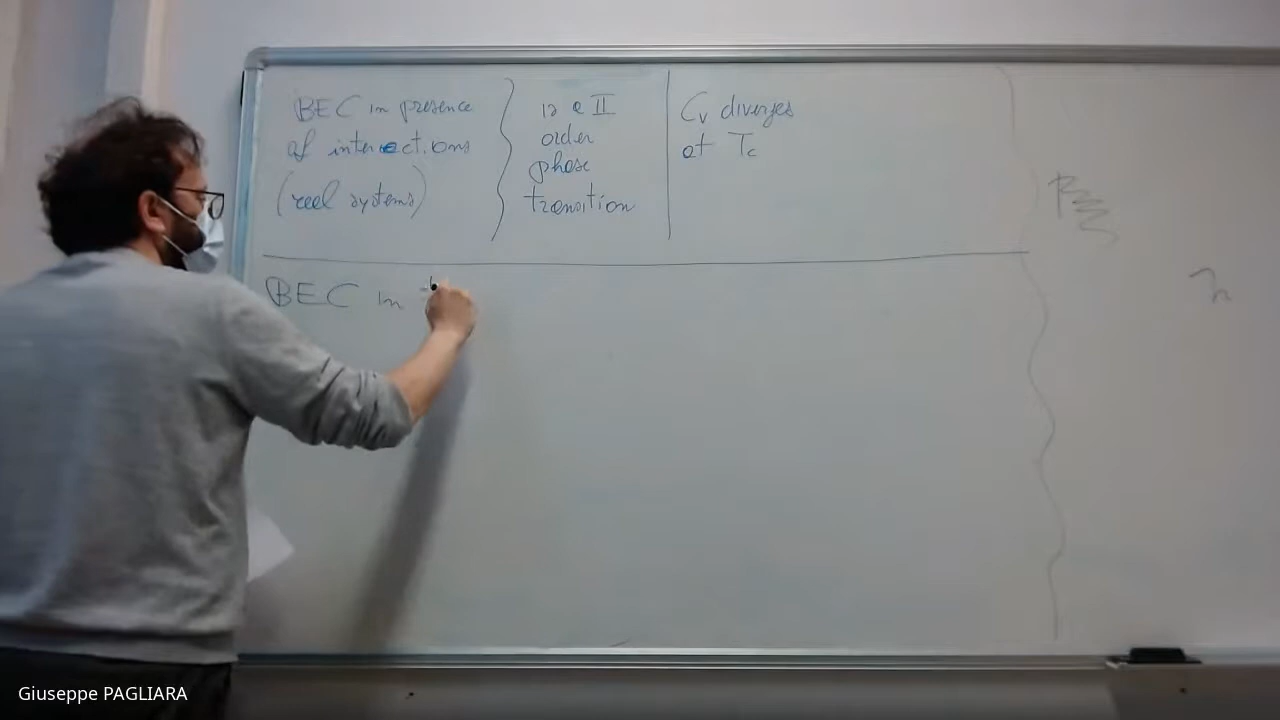 BEC in presence
of interactions
(real systems)
is a II
order
phase
transition
Cv diverges
at Tc
BEC in
Giuseppe PAGLIARA